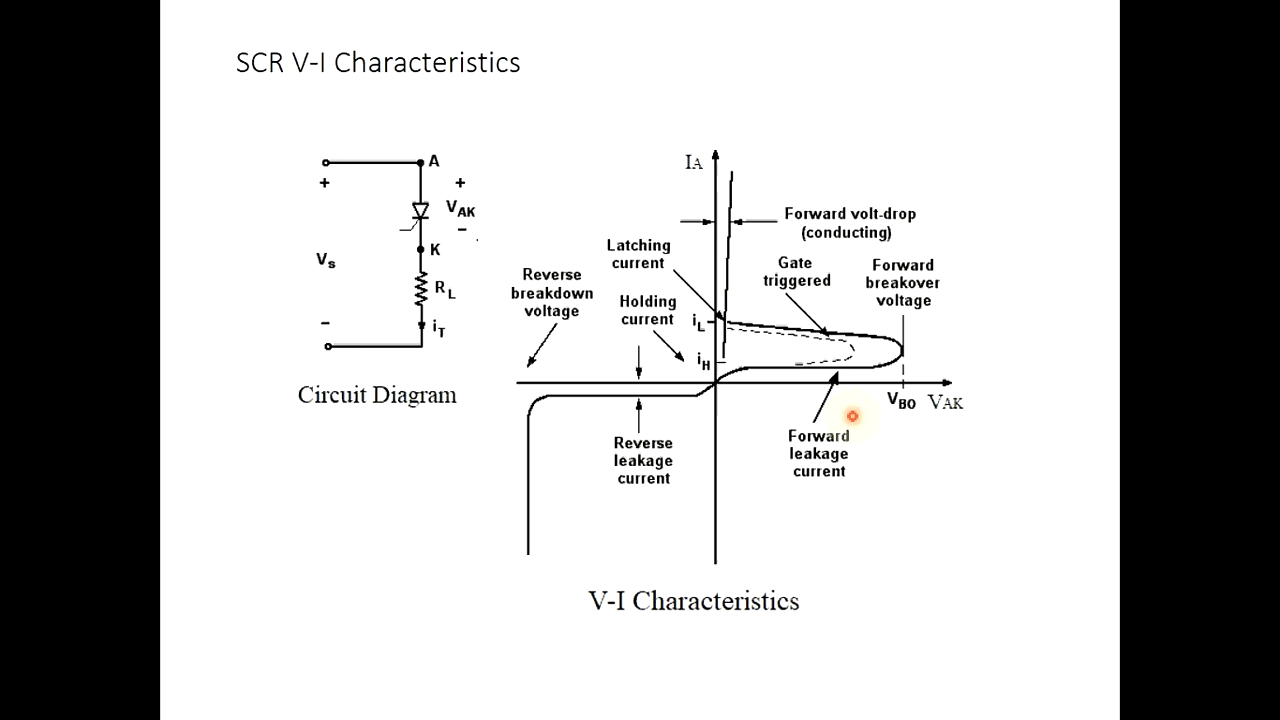 SCR V-I Characteristics
A
+
+
VAK
–
K
Vs
RL
–
iT
Circuit Diagram
IA
Forward volt-drop
(conducting)
Latching
current
Gate
triggered
Forward
breakover
voltage
Reverse
breakdown
voltage
Holding
current
iL
iH
VBO
VAK
Reverse
leakage
current
Forward
leakage
current
V-I Characteristics